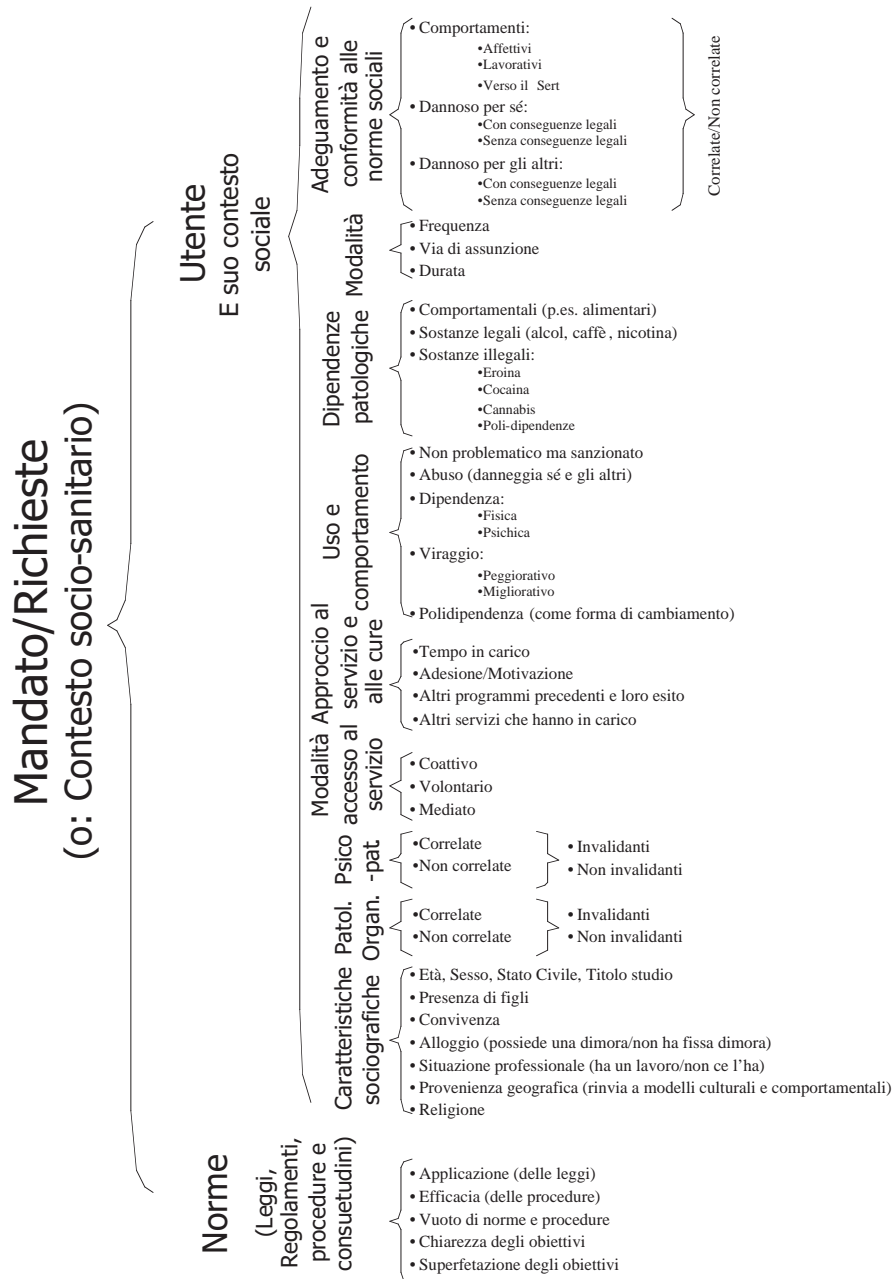 Mandato/Richieste
(o: Contesto socio-sanitario)
Utente
E suo contesto
sociale
Adeguamento e
conformità alle
norme sociali
• Comportamenti:
•Affettivi
•Lavorativi
•Verso il Sert
• Dannoso per sé:
•Con conseguenze legali
•Senza conseguenze legali
• Dannoso per gli altri:
•Con conseguenze legali
•Senza conseguenze legali
Correlate/Non correlate
Modalità
• Frequenza
• Via di assunzione
• Durata
Dipendenze
patologiche
• Comportamentali (p.es. alimentari)
• Sostanze legali (alcol, caffè, nicotina)
• Sostanze illegali:
•Eroina
•Cocaina
•Cannabis
•Poli-dipendenze
Uso e
comportamento
• Non problematico ma sanzionato
• Abuso (danneggia sé e gli altri)
• Dipendenza:
•Fisica
•Psichica
• Viraggio:
•Peggiorativo
•Migliorativo
• Polidipendenza (come forma di cambiamento)
Approccio al
servizio e
alle cure
•Tempo in carico
•Adesione/Motivazione
•Altri programmi precedenti e loro esito
•Altri servizi che hanno in carico
Modalità
accesso al
servizio
• Coattivo
• Volontario
• Mediato
Psico
-pat.
•Correlate
•Non correlate
• Invalidanti
• Non invalidanti
Patol.
Organ.
•Correlate
•Non correlate
• Invalidanti
• Non invalidanti
Caratteristiche
sociografiche
• Età, Sesso, Stato Civile, Titolo studio
• Presenza di figli
• Convivenza
• Alloggio (possiede una dimora/non ha fissa dimora)
• Situazione professionale (ha un lavoro/non ce l'ha)
• Provenienza geografica (rinvia a modelli culturali e comportamentali)
• Religione
Norme
(Leggi,
Regolamenti,
procedure e
consuetudini)
• Applicazione (delle leggi)
• Efficacia (delle procedure)
• Vuoto di norme e procedure
• Chiarezza degli obiettivi
• Superfetazione degli obiettivi